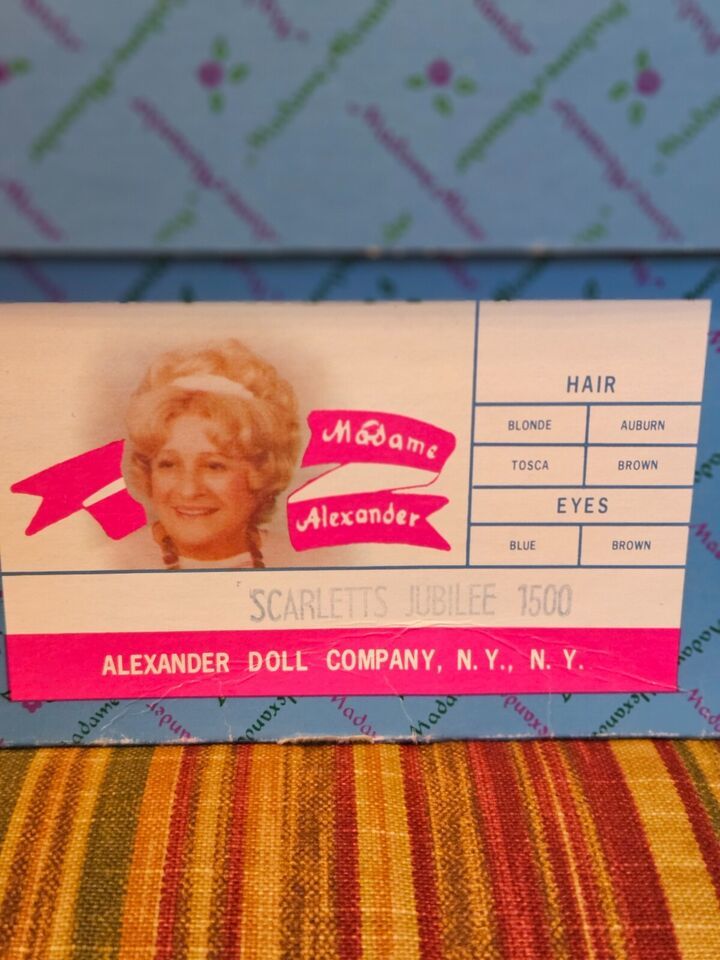 Madame
Alexander
HAIR
BLONDE AUBURN
TOSCA BROWN
EYES
BLUE BROWN
SCARLETTS JUBILEE 1500
ALEXANDER DOLL COMPANY, N.Y., N.Y.